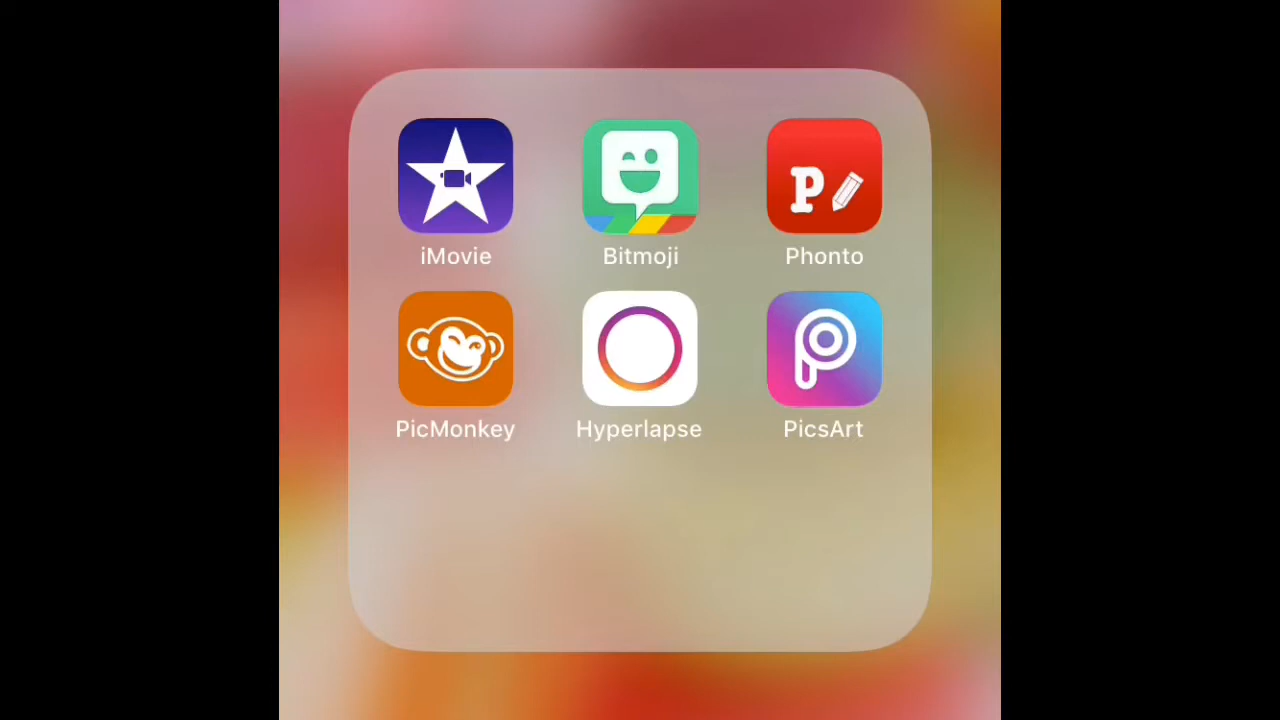 iMovie
Bitmoji
P
Phonto
PicMonkey
Hyperlapse
PicsArt